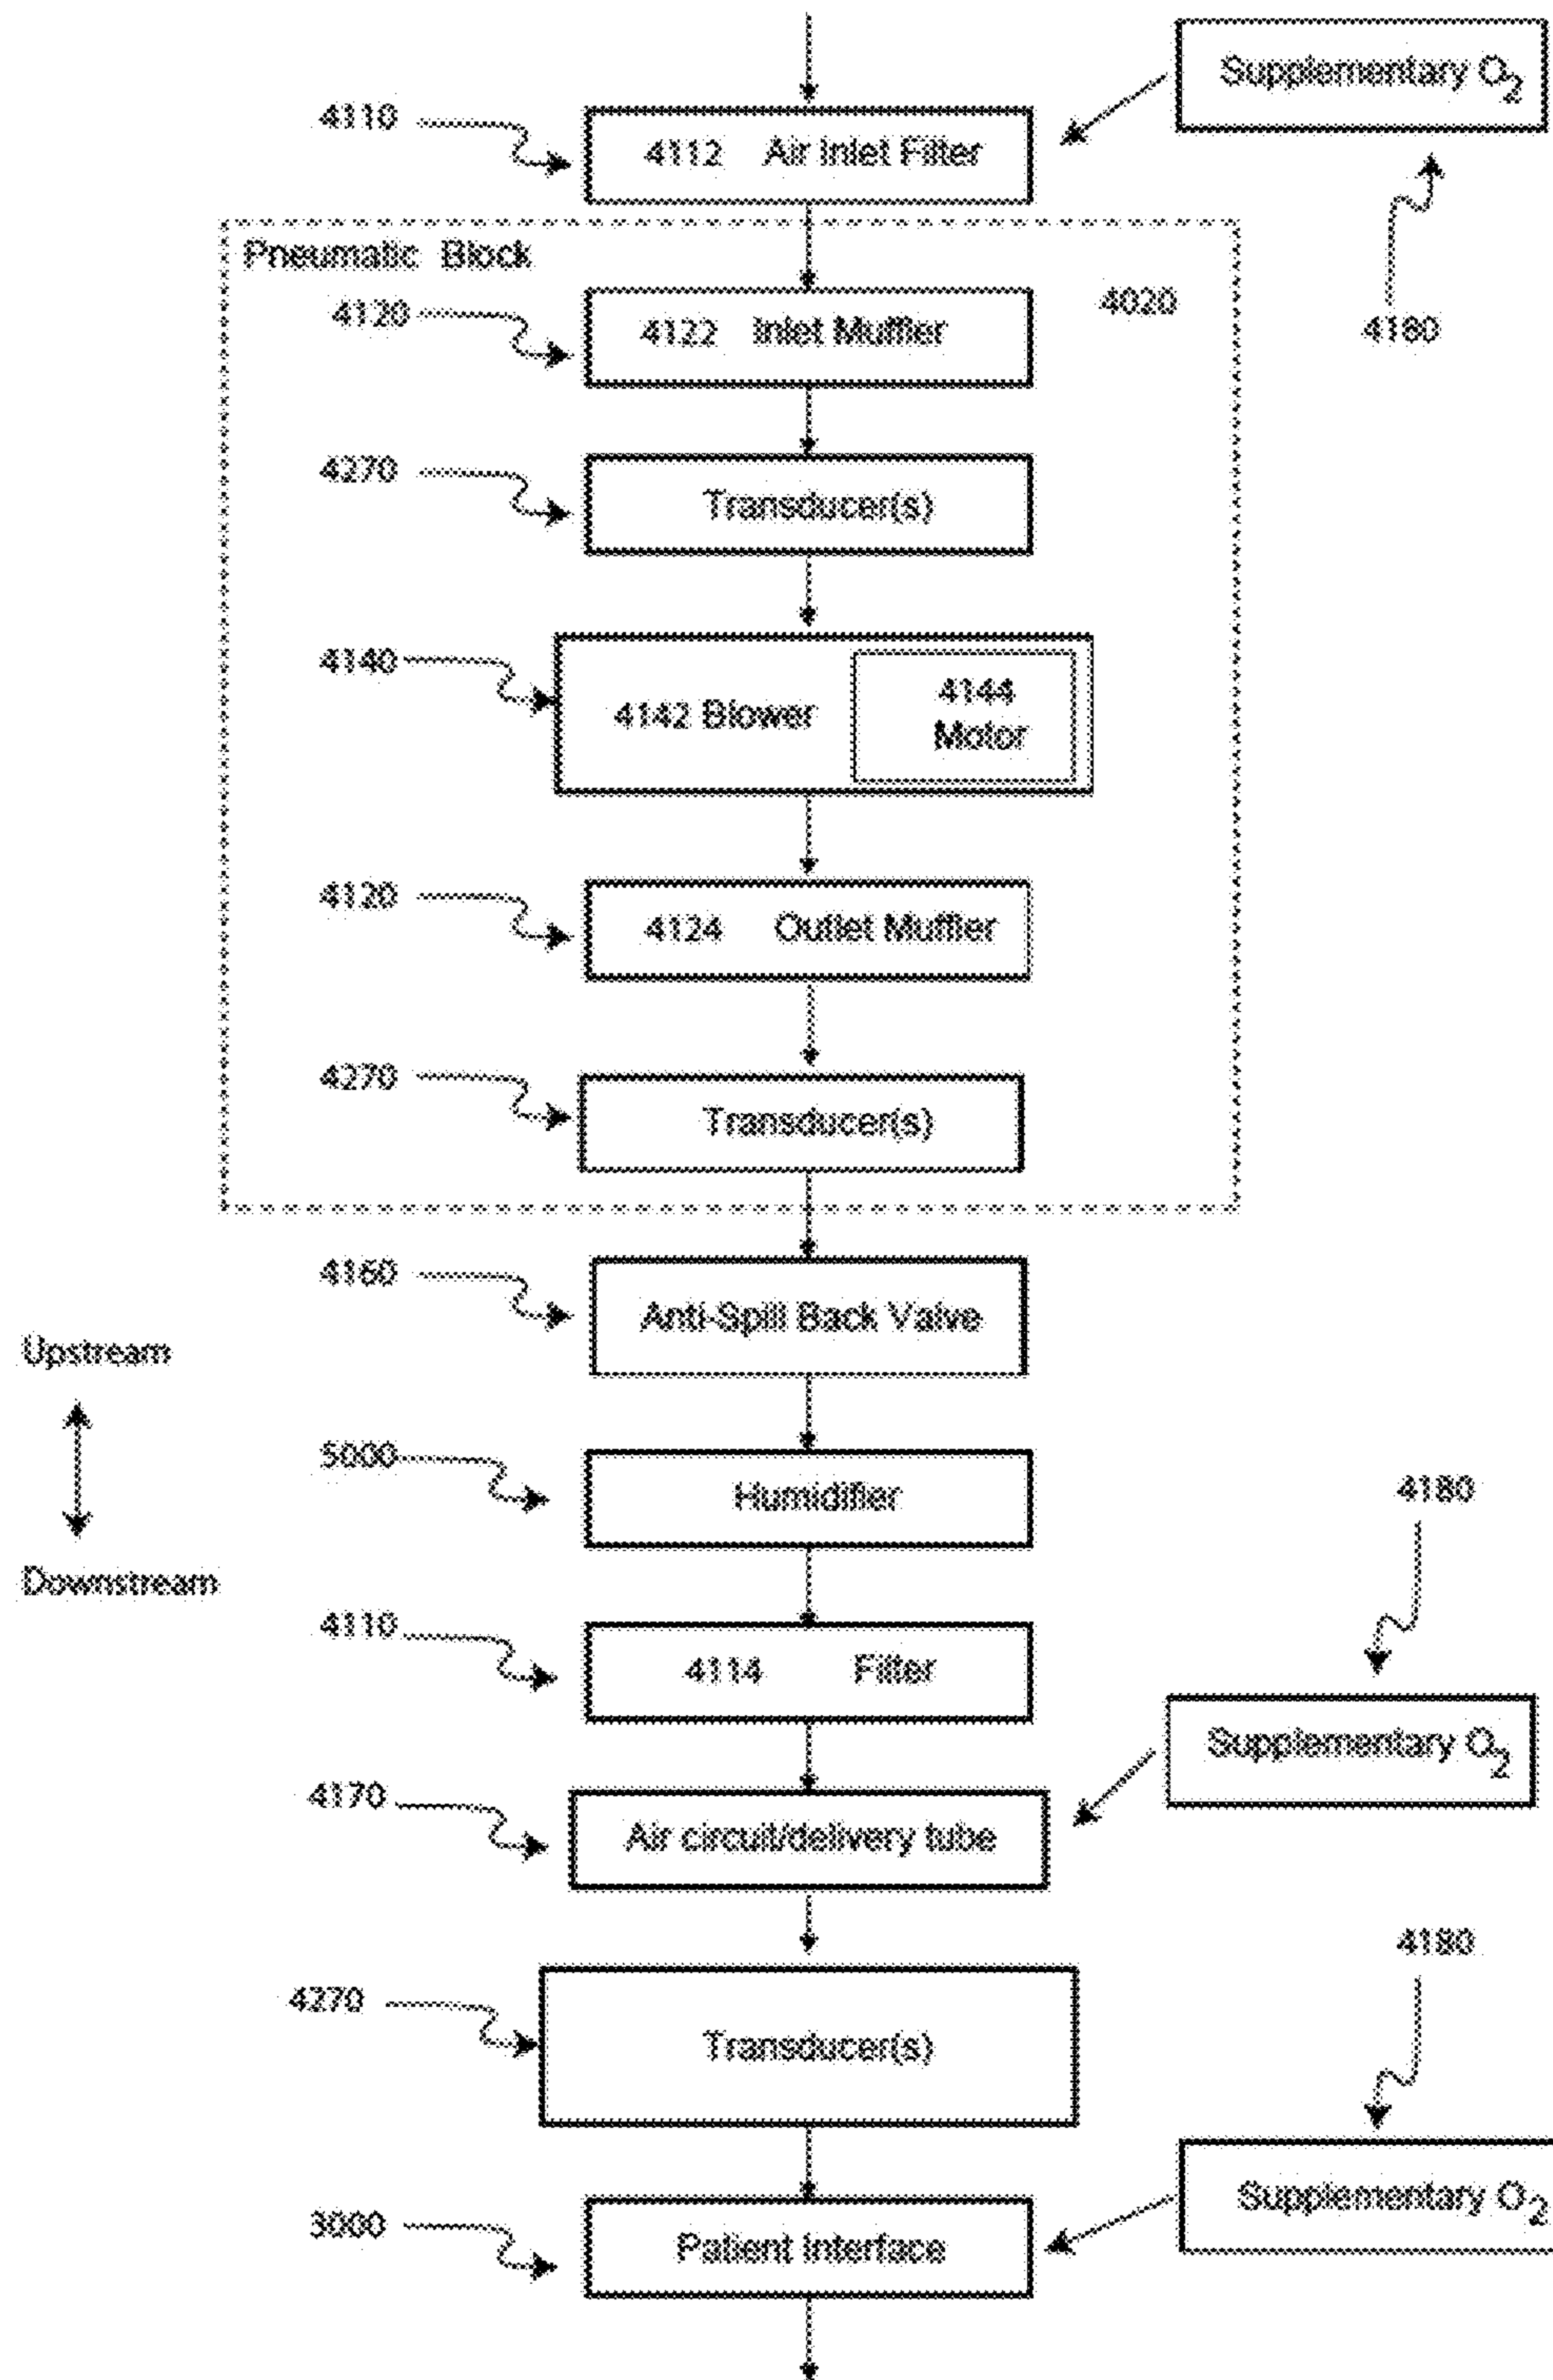 Supplementary O2
4110
4112 Air Inlet Filter
Pneumatic Block
4020
4180
4120
4122 Inlet Muffler
4270
Transducer(s)
4140
4142 Blower
4144
Motor
4120
4124 Outlet Muffler
4270
Transducer(s)
4160
Anti-Spill Back Valve
Upstream
5000
Humidifier
4180
Downstream
4110
4114 Filter
Supplementary O2
4170
Air circuit/delivery tube
4180
4270
Transducer(s)
Supplementary O2
3000
Patient Interface